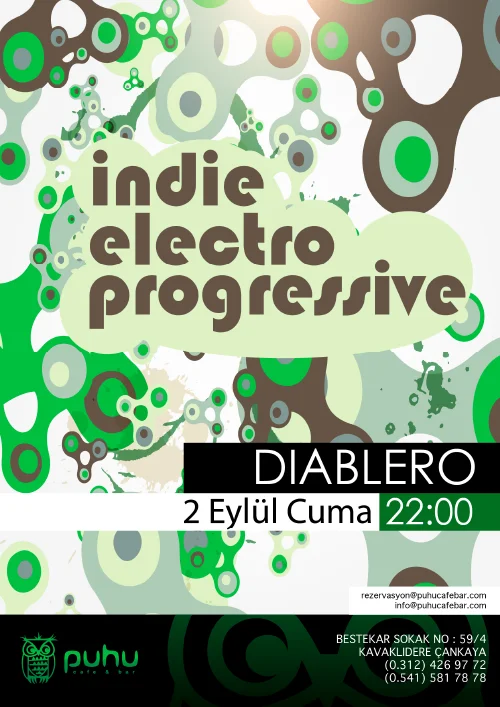 indie
electro
progressive
DIABLERO
2 Eylül Cuma 22:00
rezervasyon@puhucafebar.com
info@puhucafebar.com
puhu
cafe & bar
BESTEKAR SOKAK NO : 59/4
KAVAKLIDERE ÇANKAYA
(0.312) 426 97 72
(0.541) 581 78 78